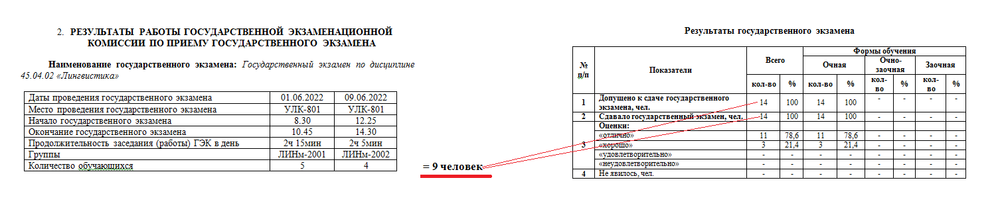 2. РЕЗУЛЬТАТЫ РАБОТЫ ГОСУДАРСТВЕННОЙ ЭКЗАМЕНАЦИОННОЙ
КОМИССИИ ПО ПРИЕМУ ГОСУДАРСТВЕННОГО ЭКЗАМЕНА
Наименование государственного экзамена: Государственный экзамен по дисциплине
45.04.02 «Лингвистика»
Даты проведения государственного экзамена 01.06.2022 09.06.2022
Место проведения государственного экзамена УЛК-801 УЛК-801
Начало государственного экзамена 8.30 12.25
Окончание государственного экзамена 10.45 14.30
Продолжительность заседания (работы) ГЭК в день 2ч 15мин 2ч 5мин
Группы ЛИНм-2001 ЛИНм-2002
Количество обучающихся 5 4
= 9 человек
Результаты государственного экзамена
№ п/п Показатели Всего Формы обучения
Очная Очно-заочная Заочная
кол-во % кол-во % кол-во % кол-во %
1 Допущено к сдаче государственного
экзамена, чел. 14 100 14 100 - - - -
2 Сдавало государственный экзамен, чел. 14 100 14 100 - - - -
Оценки:
3 «отлично» 11 78,6 11 78,6 - - - -
«хорошо» 3 21,4 3 21,4 - - - -
«удовлетворительно» - - - - - - - -
«неудовлетворительно» - - - - - - - -
4 Не явилось, чел. - - - - - - - -